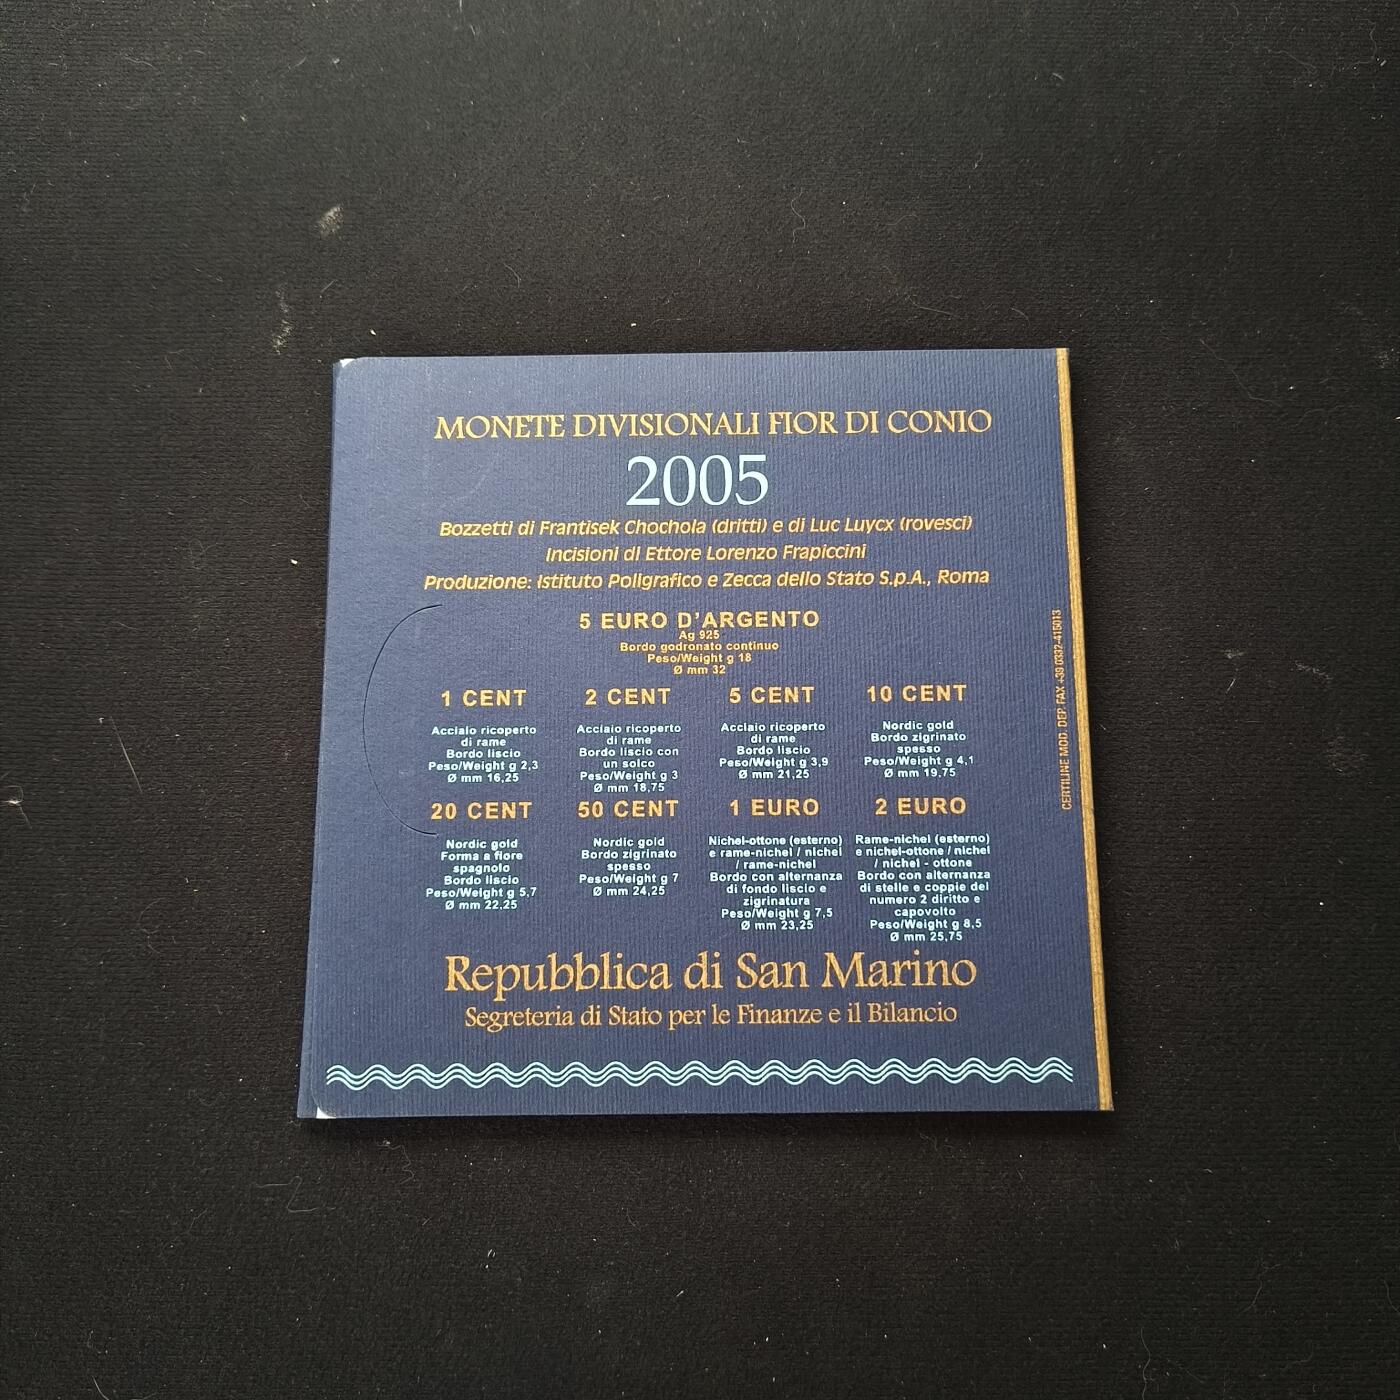 MONETE DIVISIONALI FIOR DI CONIO
2005
Bozzetti di Frantisek Chochola (dritti) e di Luc Luycx (rovesci)
Incisioni di Ettore Lorenzo Frapiccini
Produzione: Istituto Poligrafico e Zecca dello Stato S.p.A., Roma
5 EURO D'ARGENTO
Ag 925
Bordo godronato continuo
Peso/Weight g 18
Ø mm 32
1 CENT
Acciaio ricoperto
di rame
Bordo liscio
Peso/Weight g 2,3
Ø mm 16,25
2 CENT
Acciaio ricoperto
di rame
Bordo liscio con
un solco
Peso/Weight g 3
Ø mm 18,75
5 CENT
Acciaio ricoperto
di rame
Bordo liscio
Peso/Weight g 3,9
Ø mm 21,25
10 CENT
Nordic gold
Bordo zigrinato
spesso
Peso/Weight g 4,1
Ø mm 19,75
20 CENT
Nordic gold
Forma a fiore
spagnolo
Bordo liscio
Peso/Weight g 5,7
Ø mm 22,25
50 CENT
Nordic gold
Bordo zigrinato
spesso
Peso/Weight g 7
Ø mm 24,25
1 EURO
Nichel-ottone (esterno)
e rame-nichel / nichel
/ rame-nichel
Bordo con alternanza
di fondo liscio e
zigrinatura
Peso/Weight g 7,5
Ø mm 23,25
2 EURO
Rame-nichel (esterno)
e nichel-ottone / nichel
/ nichel - ottone
Bordo con alternanza
di stelle e coppie del
numero 2 diritto e
capovolto
Peso/Weight g 8,5
Ø mm 25,75
Repubblica di San Marino
Segreteria di Stato per le Finanze e il Bilancio
CERTILINE MOD. DEP. FAX +39 0332-415013